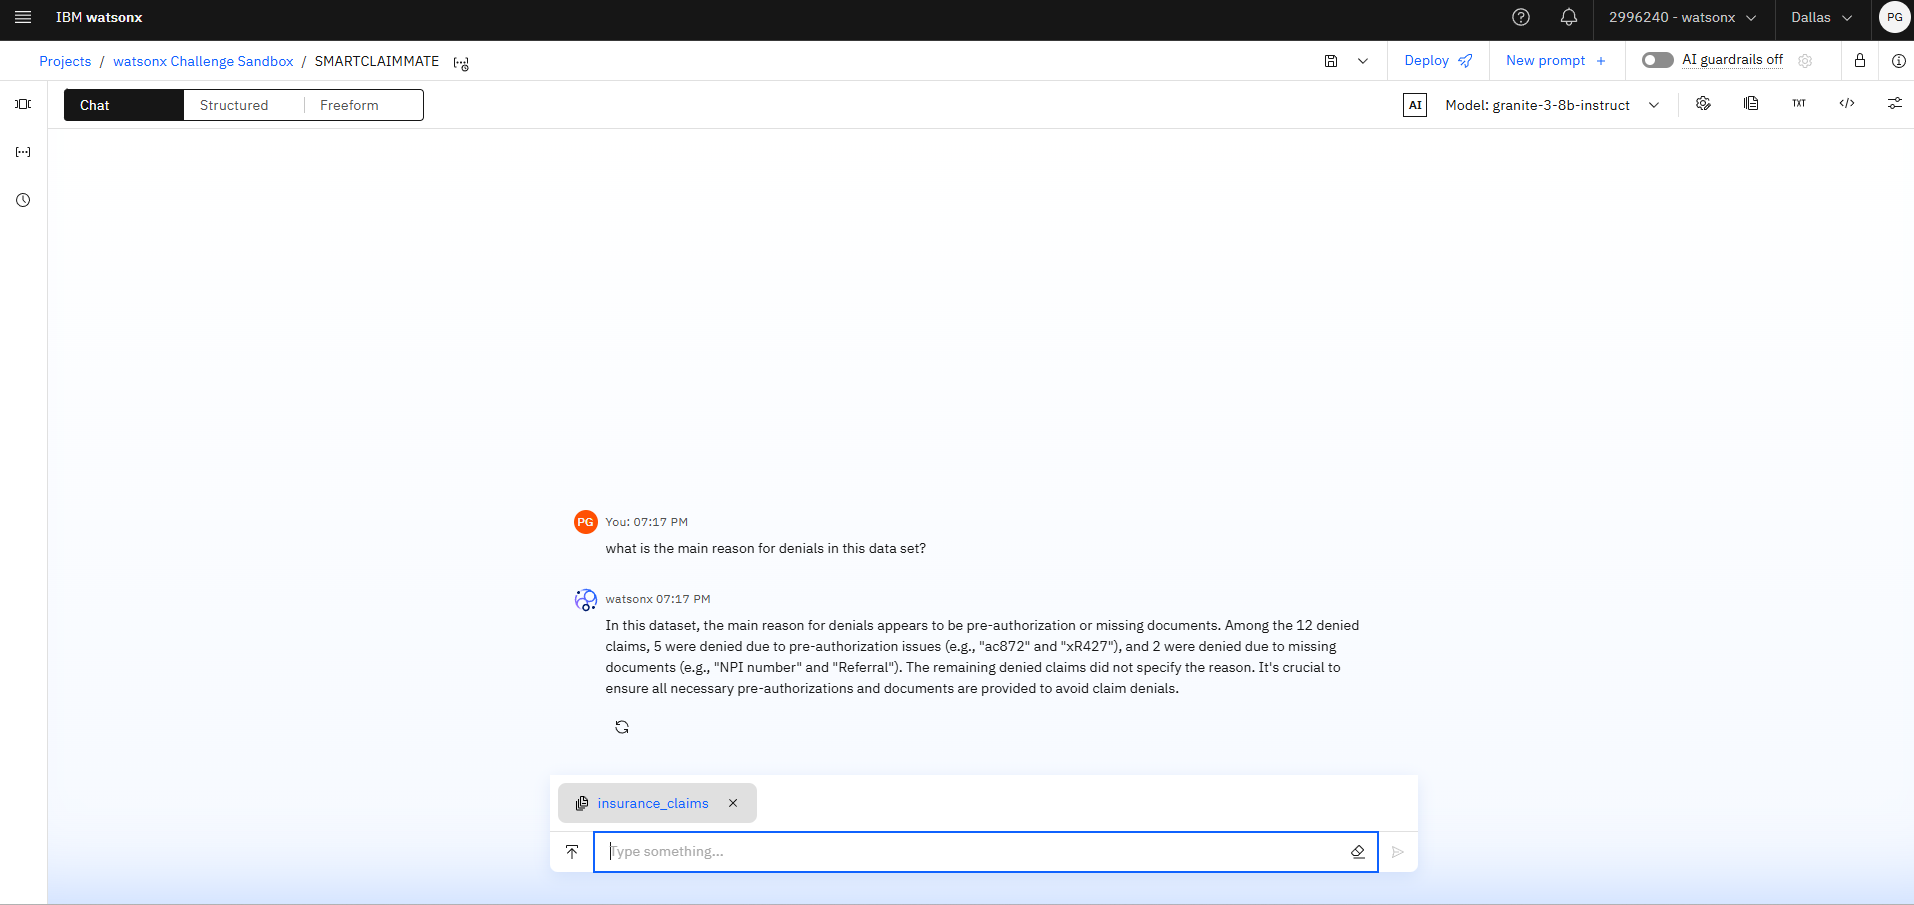 IBM watsonx
2996240 - watsonx
Dallas
PG
Projects / watsonx Challenge Sandbox / SMARTCLAIMMATE
Deploy
New prompt +
AI guardrails off
Chat
Structured
Freeform
AI
Model: granite-3-8b-instruct
TXT
</>
PG
You: 07:17 PM
what is the main reason for denials in this data set?
watsonx 07:17 PM
In this dataset, the main reason for denials appears to be pre-authorization or missing documents. Among the 12 denied
claims, 5 were denied due to pre-authorization issues (e.g., "ac872" and "xR427"), and 2 were denied due to missing
documents (e.g., "NPI number" and "Referral"). The remaining denied claims did not specify the reason. It's crucial to
ensure all necessary pre-authorizations and documents are provided to avoid claim denials.
insurance_claims
Type something...